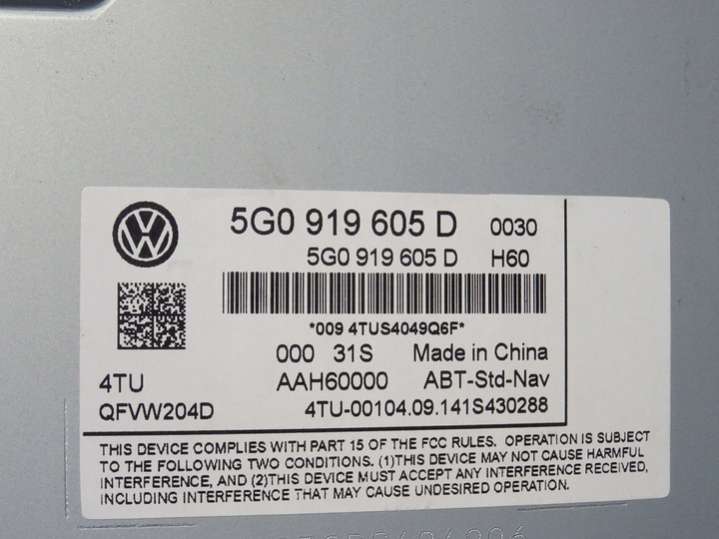 5G0 919 605 D 0030
5G0 919 605 D H60
*009 4TUS4049Q6F*
000 31S Made in China
4TU AAH60000 ABT-Std-Nav
QFVW204D 4TU-00104.09.141S430288
THIS DEVICE COMPLIES WITH PART 15 OF THE FCC RULES. OPERATION IS SUBJECT
TO THE FOLLOWING TWO CONDITIONS. (1)THIS DEVICE MAY NOT CAUSE HARMFUL
INTERFERENCE, AND (2)THIS DEVICE MUST ACCEPT ANY INTERFERENCE RECEIVED,
INCLUDING INTERFERENCE THAT MAY CAUSE UNDESIRED OPERATION.